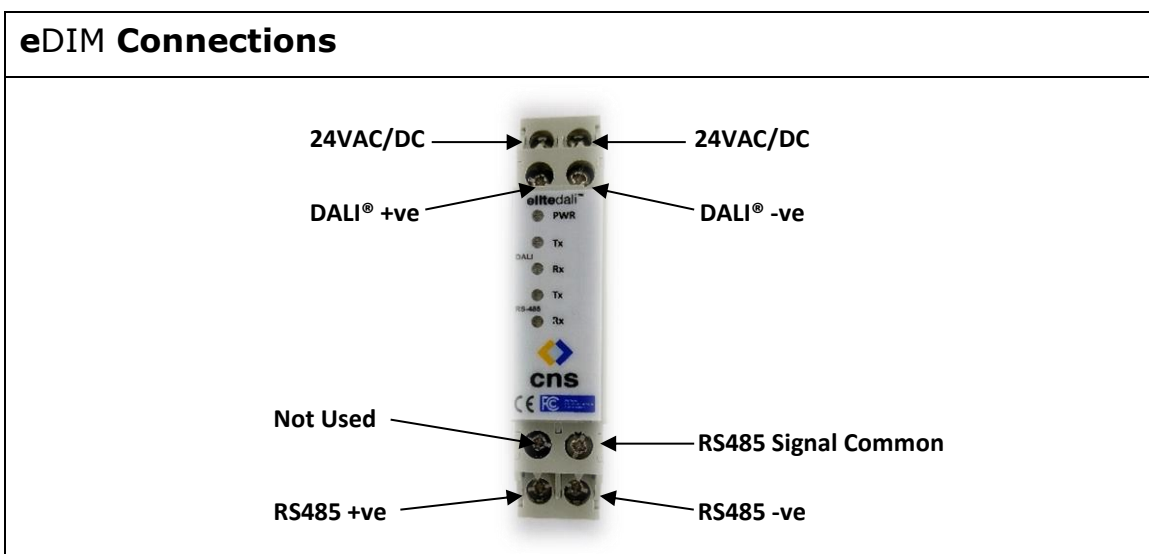 eDIM Connections
24VAC/DC 24VAC/DC
DALI® +ve DALI® -ve
elitedali™
PWR
Tx
DALI
Rx
Tx
RS-485
Rx
cns
CE FC
Not Used
RS485 Signal Common
RS485 +ve RS485 -ve